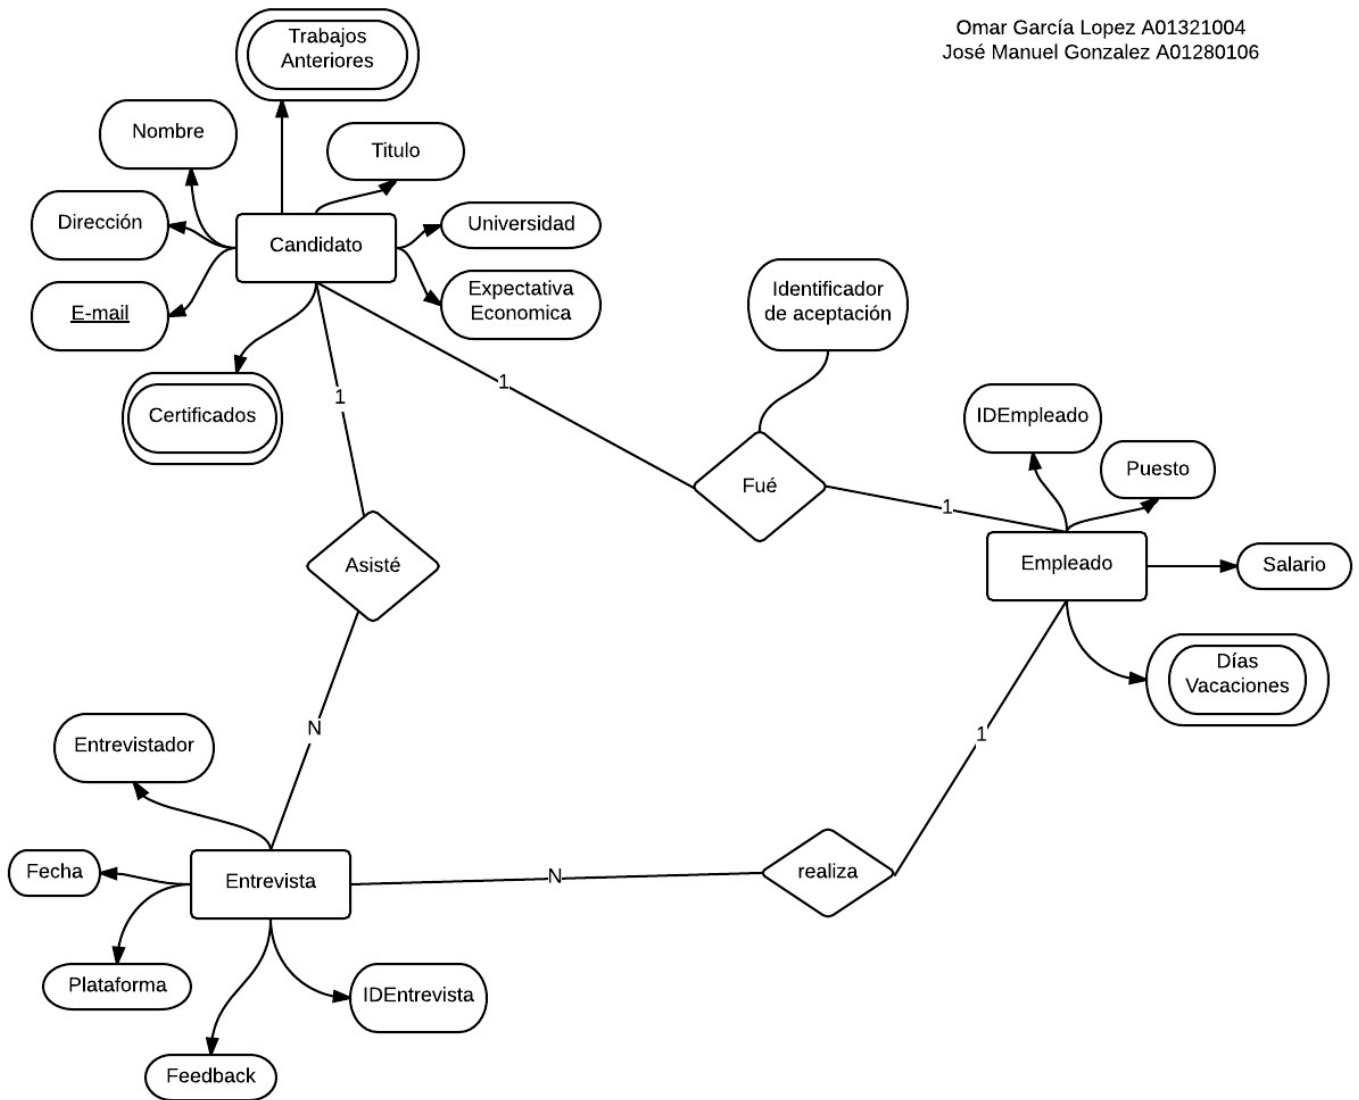 Omar García Lopez A01321004
José Manuel Gonzalez A01280106
Trabajos
Anteriores
Nombre
Titulo
Dirección
Universidad
Candidato
E-mail
Expectativa
Economica
Identificador
de aceptación
Certificados
1
1
IDEmpleado
Puesto
Fué
1
Asisté
Empleado
Salario
Días
Vacaciones
N
1
Entrevistador
Fecha
Entrevista
N
realiza
Plataforma
IDEntrevista
Feedback